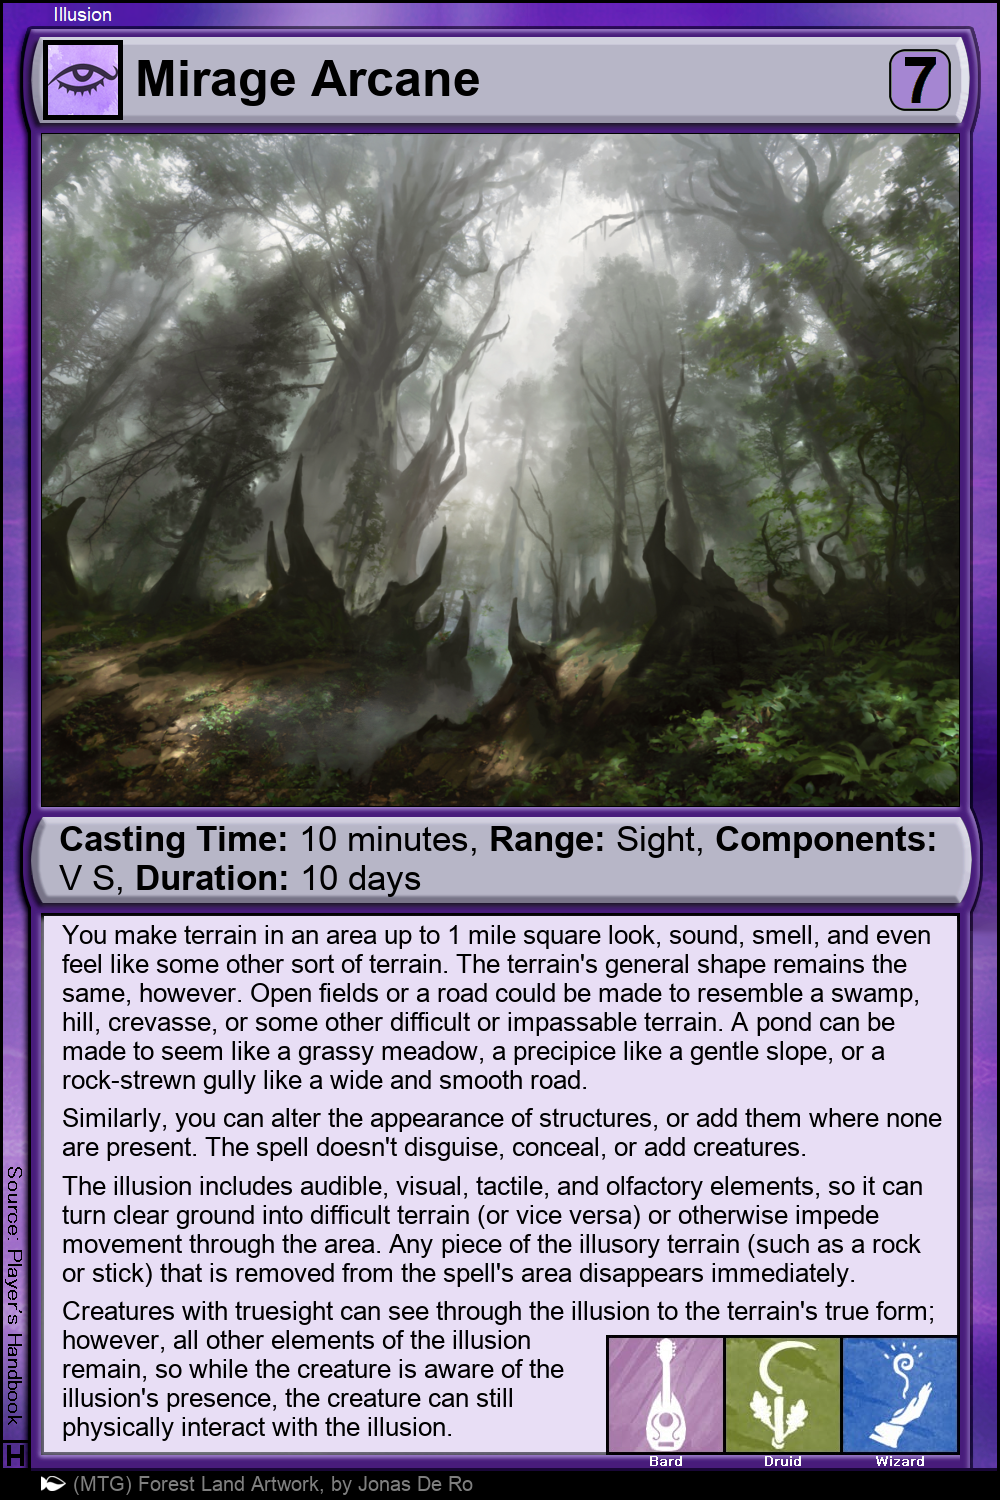 Illusion
Mirage Arcane
7
Casting Time: 10 minutes, Range: Sight, Components:
V S, Duration: 10 days
You make terrain in an area up to 1 mile square look, sound, smell, and even
feel like some other sort of terrain. The terrain's general shape remains the
same, however. Open fields or a road could be made to resemble a swamp,
hill, crevasse, or some other difficult or impassable terrain. A pond can be
made to seem like a grassy meadow, a precipice like a gentle slope, or a
rock-strewn gully like a wide and smooth road.
Similarly, you can alter the appearance of structures, or add them where none
are present. The spell doesn't disguise, conceal, or add creatures.
The illusion includes audible, visual, tactile, and olfactory elements, so it can
turn clear ground into difficult terrain (or vice versa) or otherwise impede
movement through the area. Any piece of the illusory terrain (such as a rock
or stick) that is removed from the spell's area disappears immediately.
Creatures with truesight can see through the illusion to the terrain's true form;
however, all other elements of the illusion
remain, so while the creature is aware of the
illusion's presence, the creature can still
physically interact with the illusion.
Bard
Druid
Wizard
Source: Player's Handbook
H
(MTG) Forest Land Artwork, by Jonas De Ro